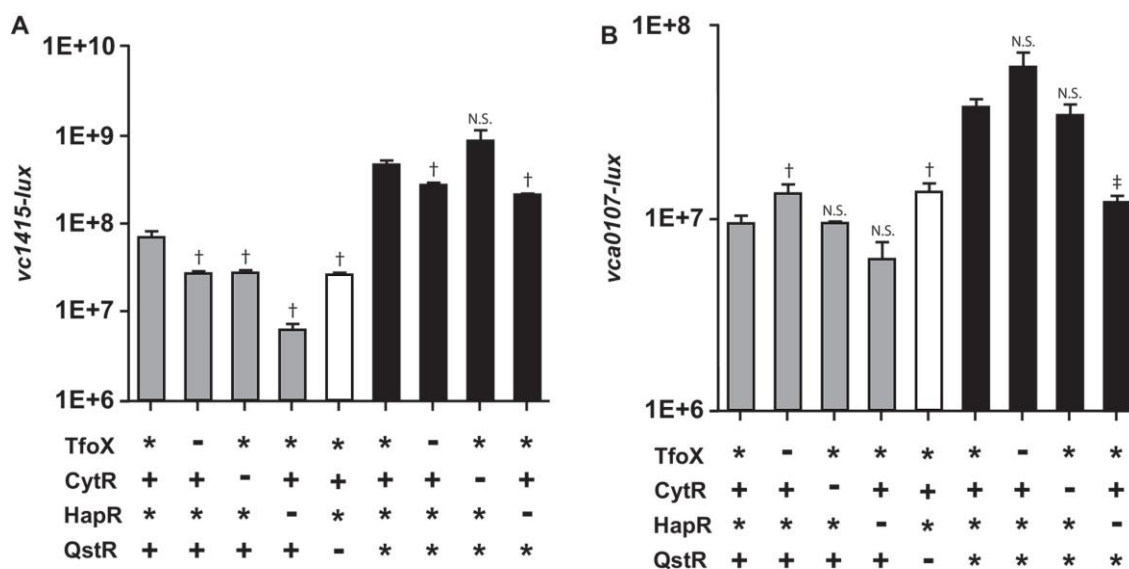 A
vc1415-lux
1E+10
1E+9
1E+8
1E+7
1E+6
† † † † † N.S. †
TfoX * - * * * * - * *
CytR + + - + + + + - +
HapR * * * - * * * * -
QstR + + + + - * * * *
B
vca0107-lux
1E+8
1E+7
1E+6
† N.S. N.S. † N.S. N.S. ‡
TfoX * - * * * * - * *
CytR + + - + + + + - +
HapR * * * - * * * * -
QstR + + + + - * * * *